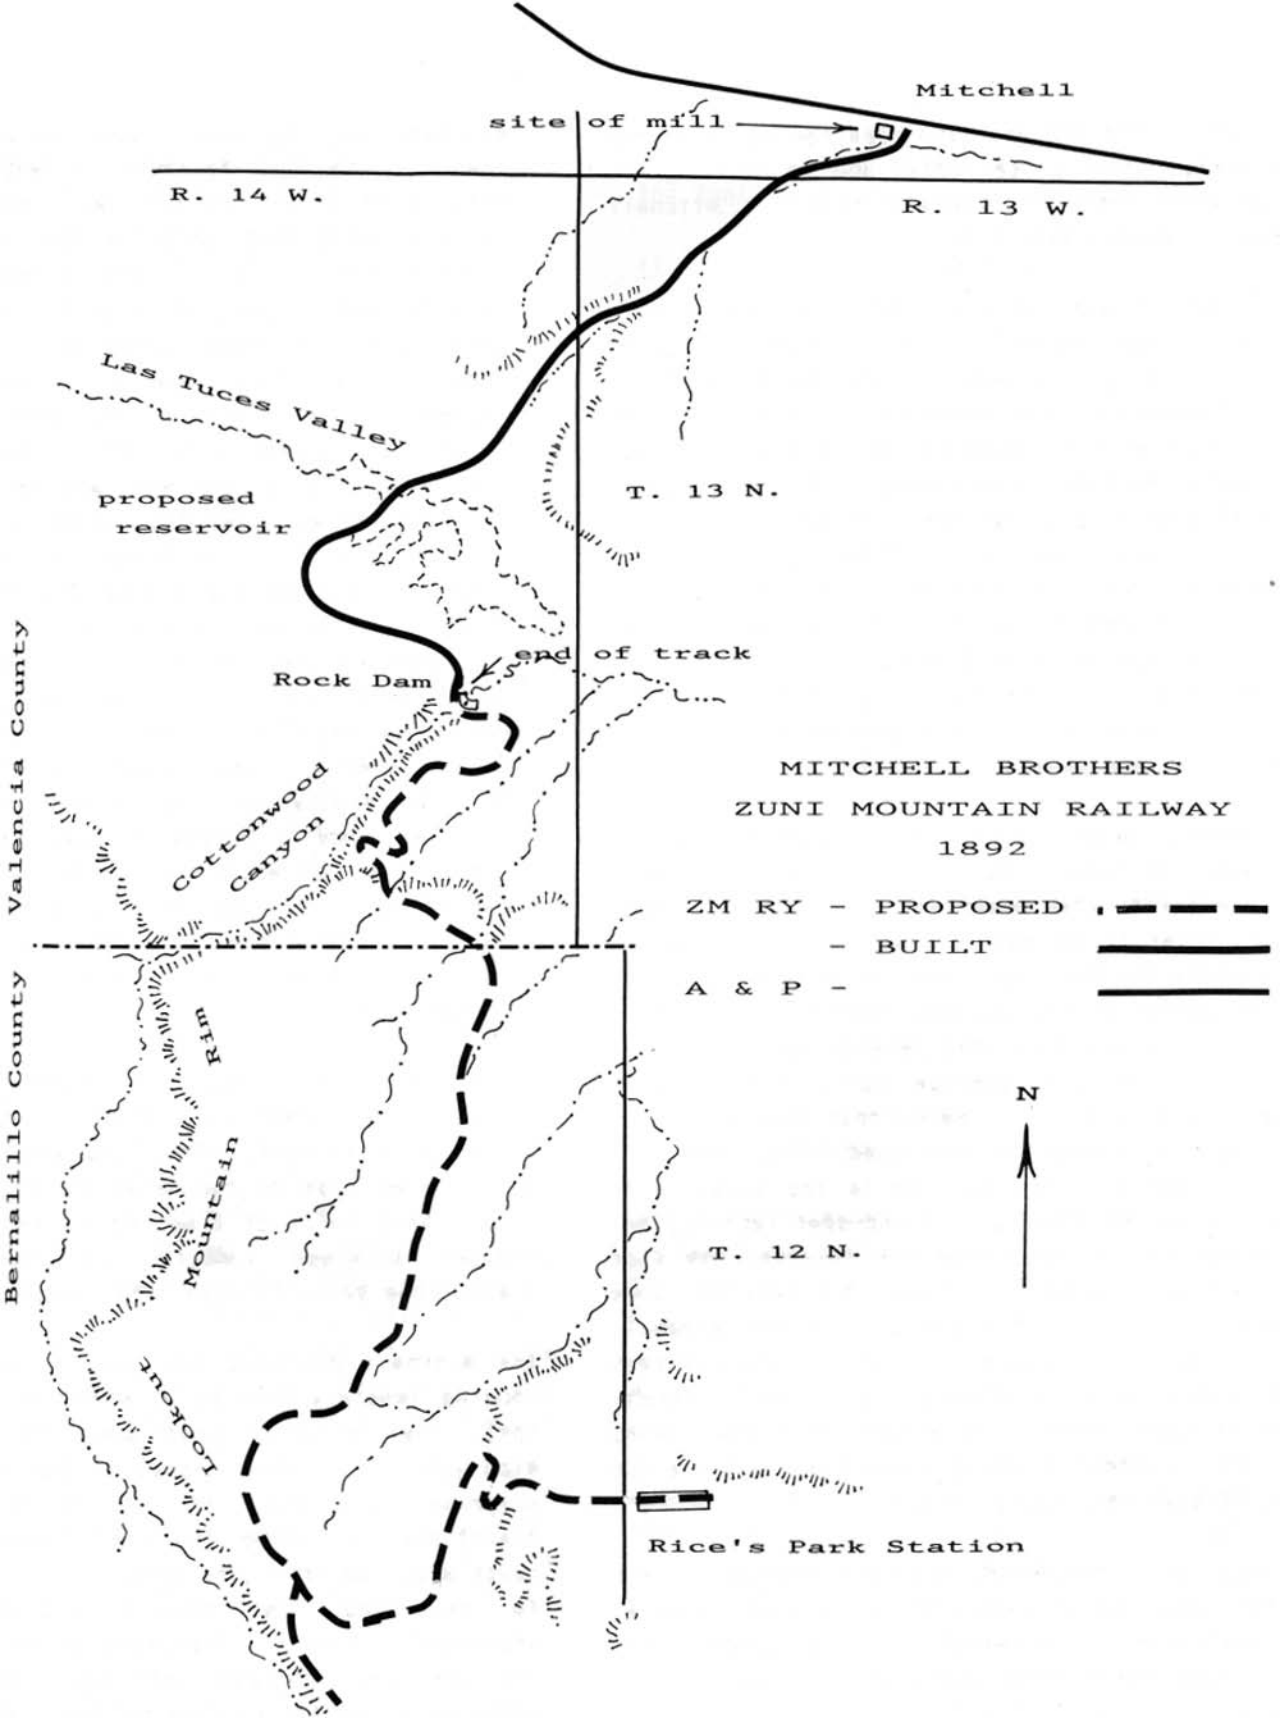 Mitchell
site of mill
R. 14 W.
R. 13 W.
Las Tuces Valley
T. 13 N.
proposed
reservoir
end of track
Rock Dam
Valencia County
Cottonwood
Canyon
MITCHELL BROTHERS
ZUNI MOUNTAIN RAILWAY
1892
ZM RY - PROPOSED
- BUILT
A & P -
Bernalillo County
N
Lookout
Mountain
Rim
T. 12 N.
Rice's Park Station